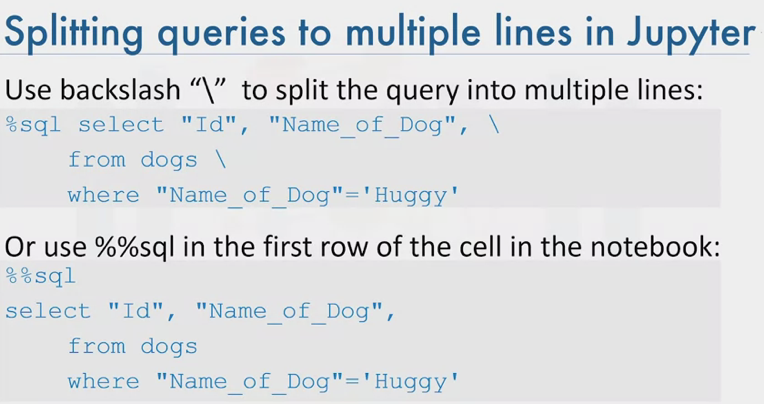 Splitting queries to multiple lines in Jupyter
Use backslash “\” to split the query into multiple lines:
%sql select "Id", "Name_of_Dog", \
from dogs \
where "Name_of_Dog"='Huggy'
Or use %%sql in the first row of the cell in the notebook:
%%sql
select "Id", "Name_of_Dog",
from dogs
where "Name_of_Dog"='Huggy'